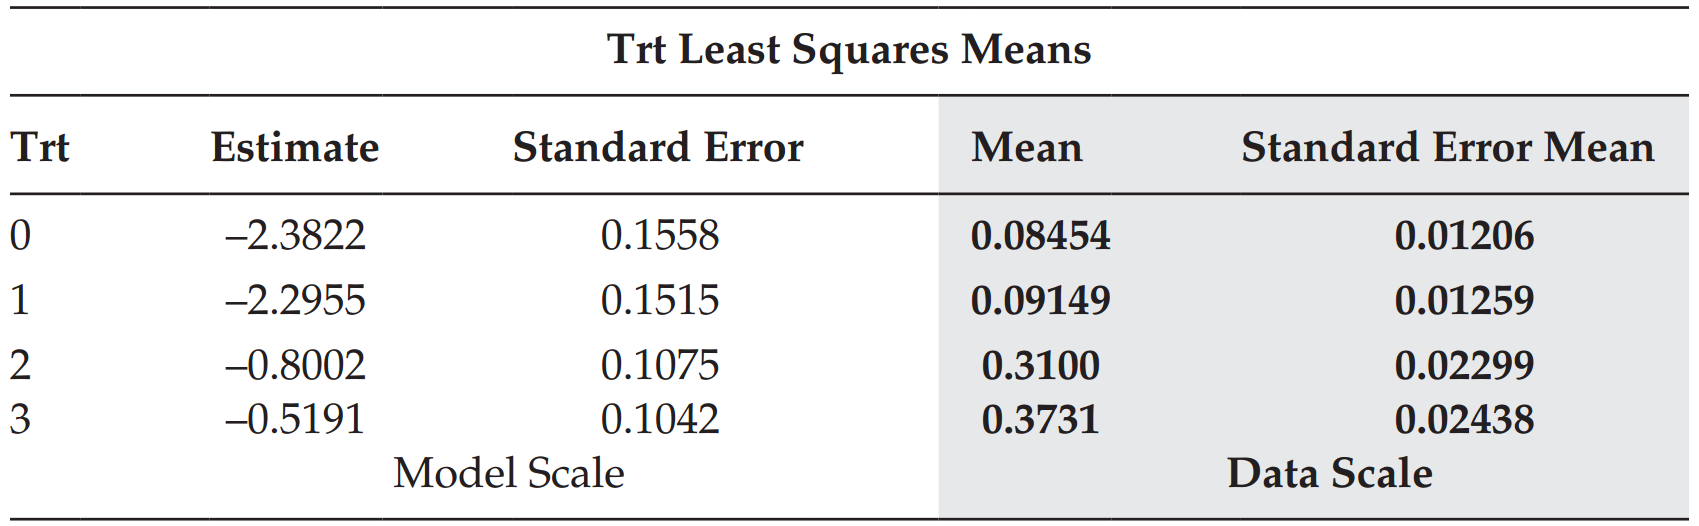 Trt Least Squares Means
Trt Estimate Standard Error Mean Standard Error Mean
0 –2.3822 0.1558 0.08454 0.01206
1 –2.2955 0.1515 0.09149 0.01259
2 –0.8002 0.1075 0.3100 0.02299
3 –0.5191 0.1042 0.3731 0.02438
Model Scale Data Scale